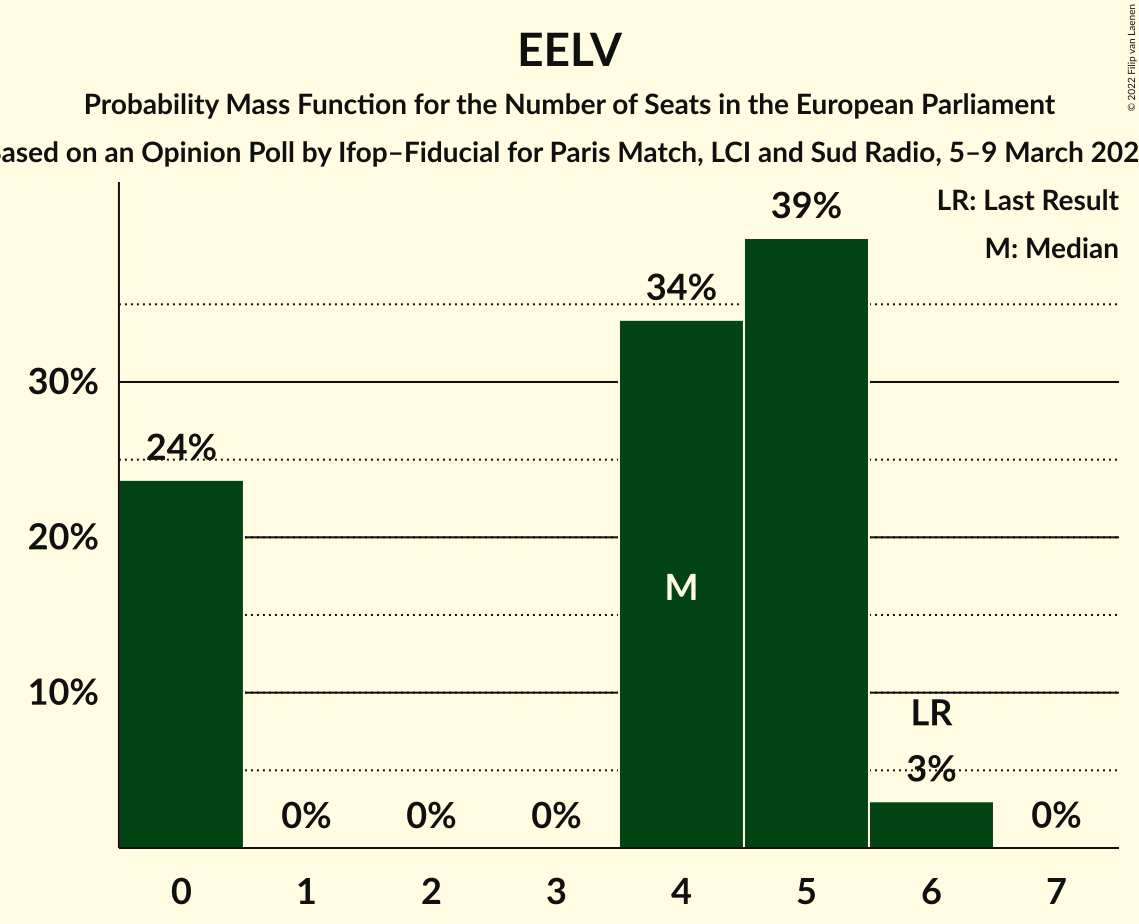 EELV
Probability Mass Function for the Number of Seats in the European Parliament
ased on an Opinion Poll by Ifop–Fiducial for Paris Match, LCI and Sud Radio, 5–9 March 202
© 2022 Filip van Laenen
LR: Last Result
M: Median
39%
34%
30%
24%
20%
M
10%
LR
3%
0% 0% 0% 0%
0 1 2 3 4 5 6 7